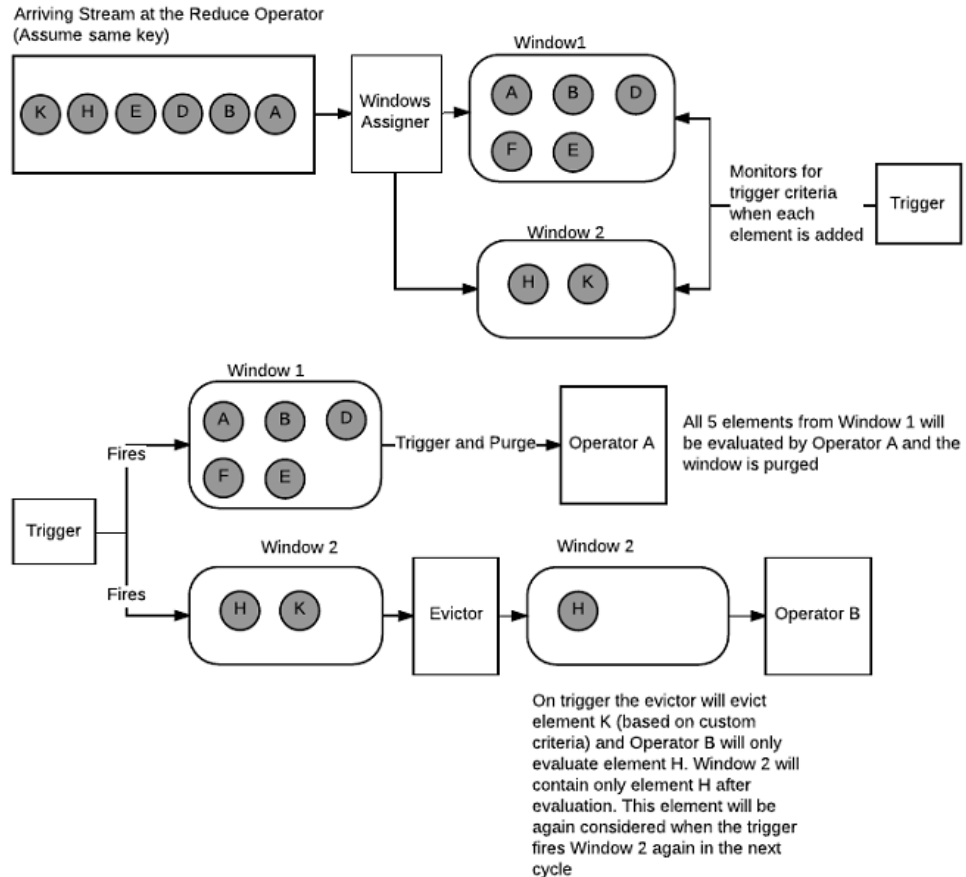 Arriving Stream at the Reduce Operator
(Assume same key)
K H E D B A
Windows
Assigner
Window1
A B D
F E
Window 2
H K
Monitors for
trigger criteria
when each
element is added
Trigger
Window 1
A B D
F E
Fires
Trigger and Purge
Operator A
All 5 elements from Window 1 will
be evaluated by Operator A and the
window is purged
Trigger
Fires
Window 2
H K
Evictor
Window 2
H
Operator B
On trigger the evictor will evict
element K (based on custom
criteria) and Operator B will only
evaluate element H. Window 2 will
contain only element H after
evaluation. This element will be
again considered when the trigger
fires Window 2 again in the next
cycle